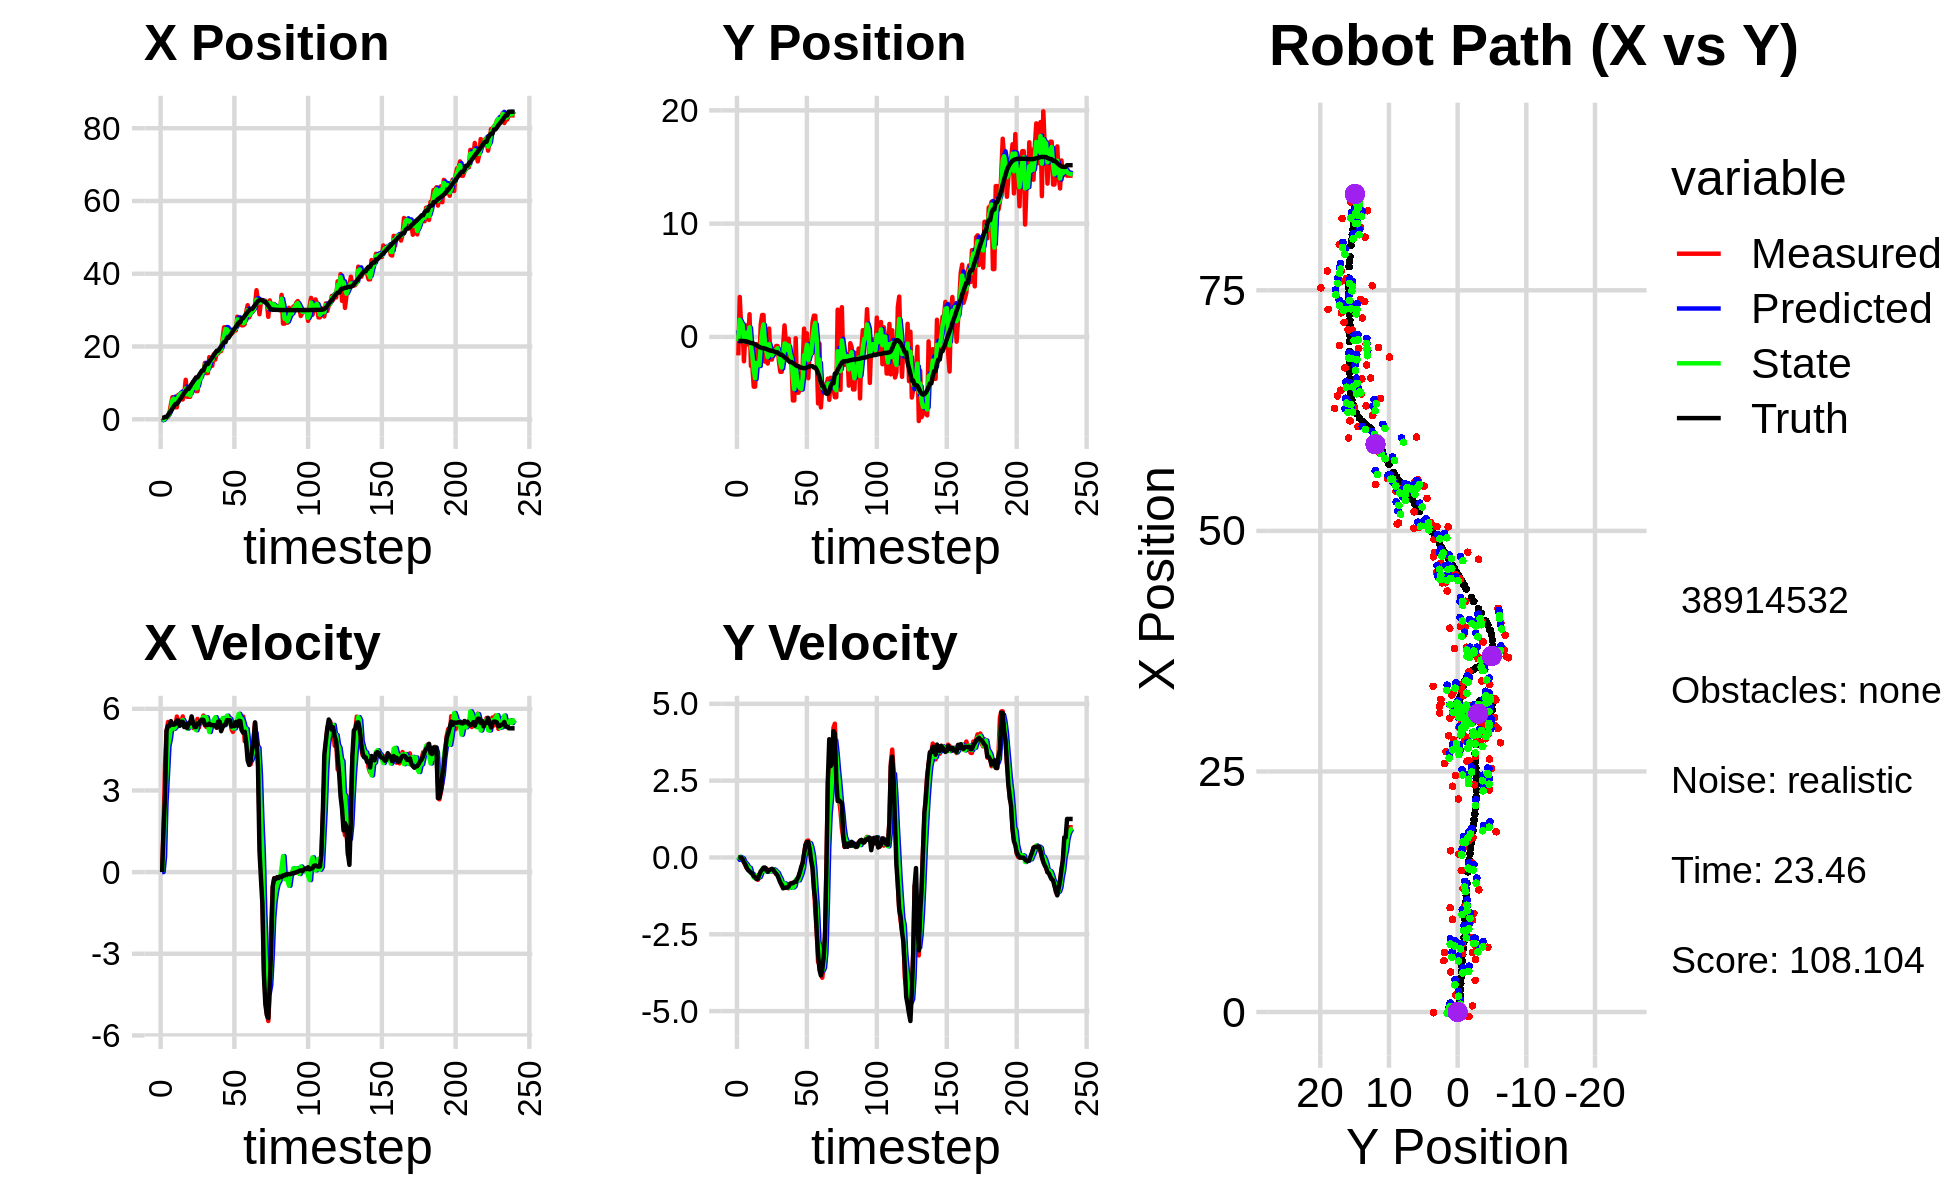 X Position
80
60
40
20
0
0
50
100
150
200
250
timestep
Y Position
20
10
0
0
50
100
150
200
250
timestep
X Velocity
6
3
0
-3
-6
0
50
100
150
200
250
timestep
Y Velocity
5.0
2.5
0.0
-2.5
-5.0
0
50
100
150
200
250
timestep
Robot Path (X vs Y)
X Position
75
50
25
0
20 10 0 -10 -20
Y Position
variable
Measured
Predicted
State
Truth
38914532
Obstacles: none
Noise: realistic
Time: 23.46
Score: 108.104